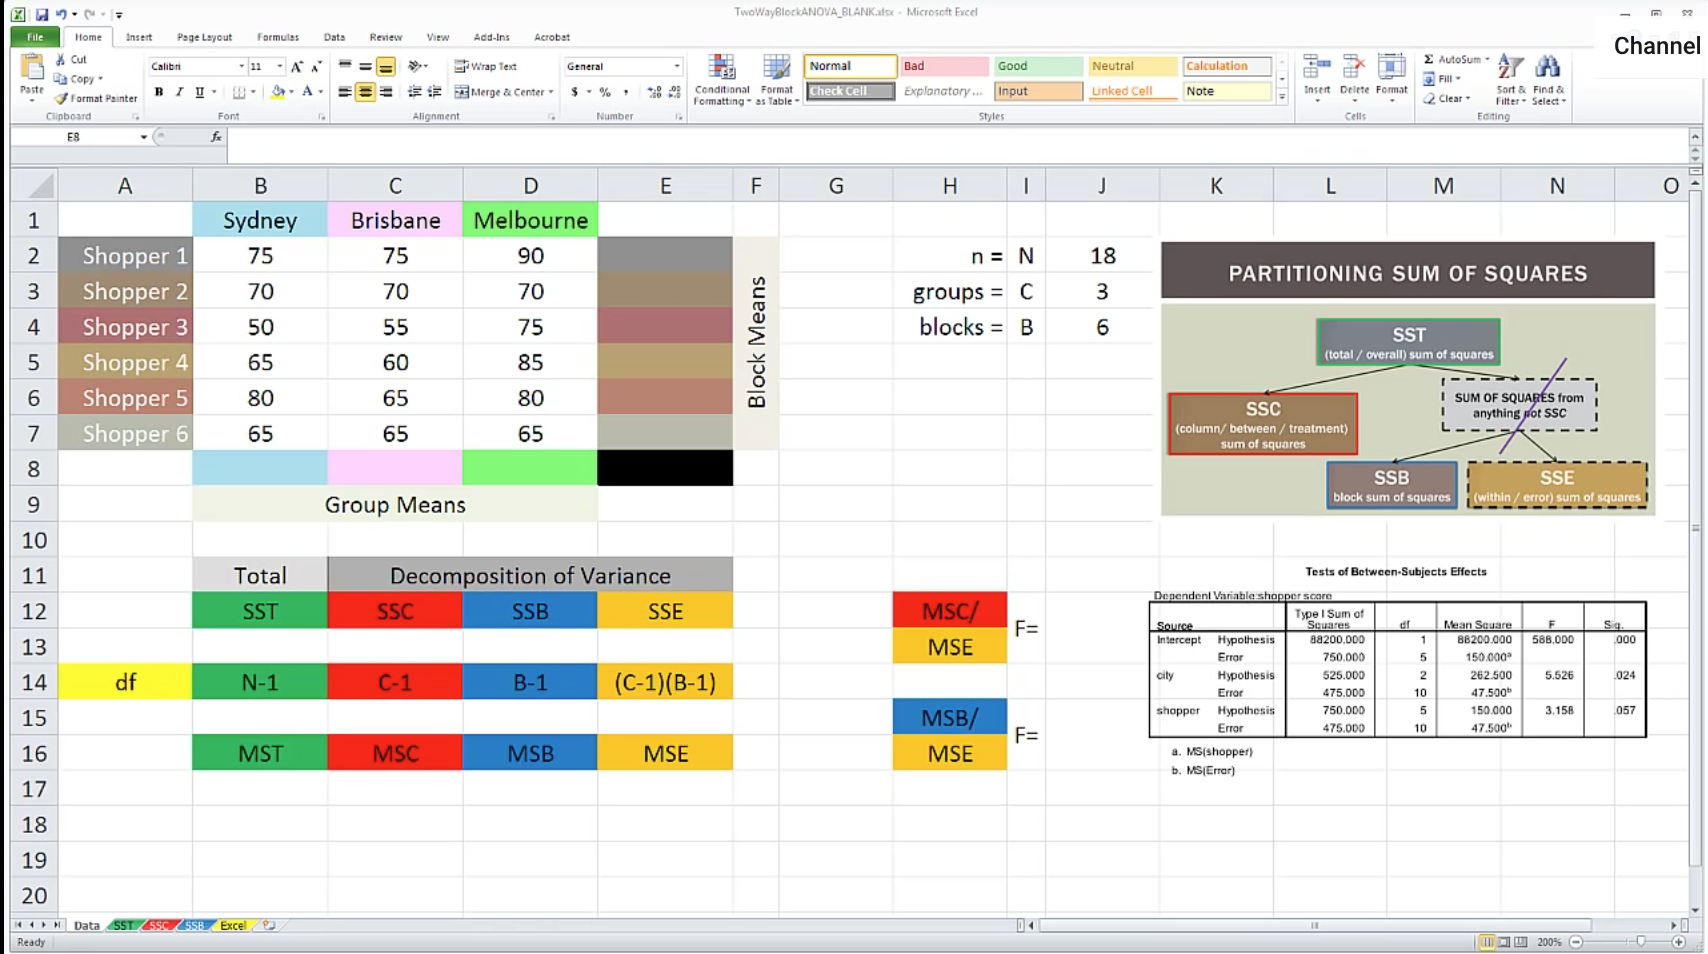 TwoWayBlockANOVA_BLANK.xlsx - Microsoft Excel
File Home Insert Page Layout Formulas Data Review View Add-Ins Acrobat
Channel
Paste
Cut
Copy
Format Painter
Clipboard
Calibri 11
B I U
Font
Wrap Text
Merge & Center
Alignment
General
$ % ,
Number
Conditional Formatting
Format as Table
Normal Bad Good Neutral Calculation
Check Cell Explanatory ... Input Linked Cell Note
Styles
Insert Delete Format
Cells
Σ AutoSum
Fill
Clear
Sort & Filter
Find & Select
Editing
E8 fx
A B C D E F G H I J K L M N O
1 Sydney Brisbane Melbourne
2 Shopper 1 75 75 90 n = N 18
3 Shopper 2 70 70 70 groups = C 3
4 Shopper 3 50 55 75 blocks = B 6
5 Shopper 4 65 60 85
6 Shopper 5 80 65 80
7 Shopper 6 65 65 65
Block Means
8
9 Group Means
10
11 Total Decomposition of Variance
12 SST SSC SSB SSE MSC/
F=
13 MSE
14 df N-1 C-1 B-1 (C-1)(B-1)
15 MSB/
F=
16 MST MSC MSB MSE MSE
17
18
19
20
PARTITIONING SUM OF SQUARES
SST
(total / overall) sum of squares
SSC
(column/ between / treatment)
sum of squares
SUM OF SQUARES from
anything not SSC
SSB
block sum of squares
SSE
(within / error) sum of squares
Tests of Between-Subjects Effects
Dependent Variable:shopper score
Source Type I Sum of Squares df Mean Square F Sig.
Intercept Hypothesis 88200.000 1 88200.000 588.000 .000
Error 750.000 5 150.000a
city Hypothesis 525.000 2 262.500 5.526 .024
Error 475.000 10 47.500b
shopper Hypothesis 750.000 5 150.000 3.158 .057
Error 475.000 10 47.500b
a. MS(shopper)
b. MS(Error)
Data SST SSC SSB Excel
Ready 200%